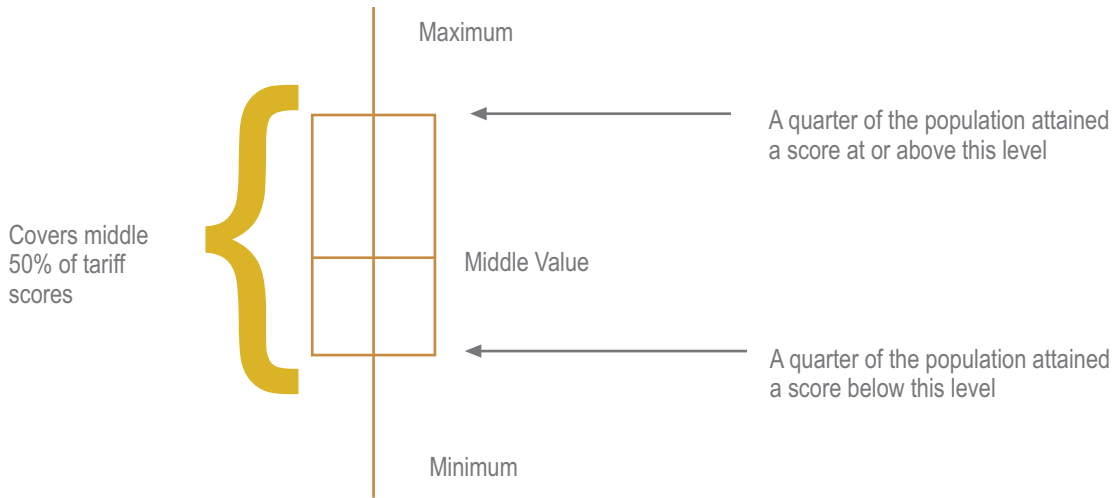 Maximum
A quarter of the population attained
a score at or above this level
Covers middle
50% of tariff
scores
Middle Value
A quarter of the population attained
a score below this level
Minimum